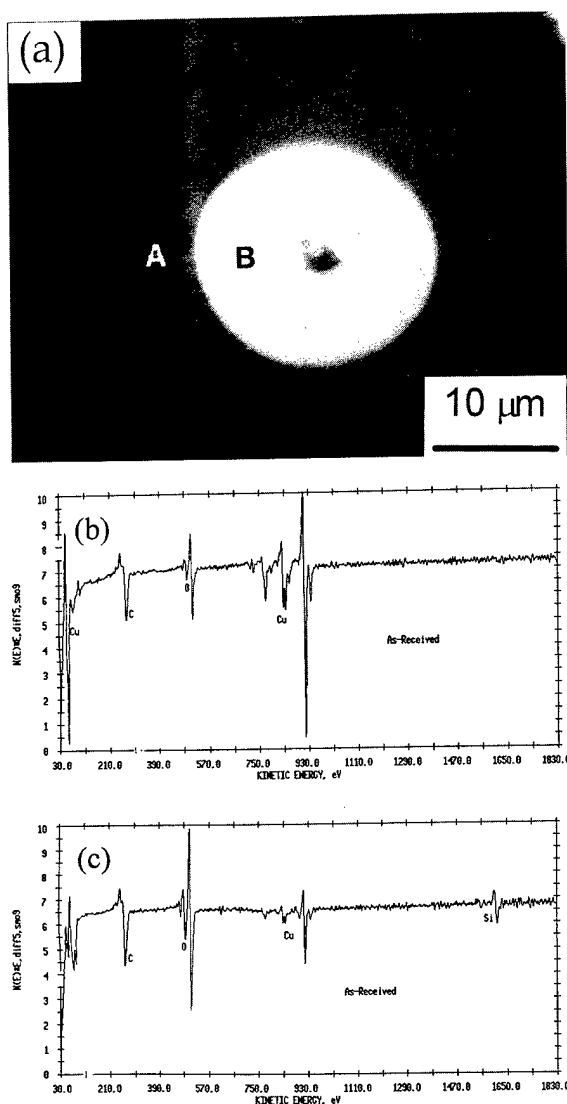 (a)
A B
10 μm
(b)
10
9
8
7
6
5
4
3
2
1
0
N(E)*E,diff5,smo9
Cu
C
O
Cu
As-Received
30.0 210.0 390.0 570.0 750.0 930.0 1110.0 1290.0 1470.0 1650.0 1830.0
KINETIC ENERGY, eV
(c)
10
9
8
7
6
5
4
3
2
1
0
N(E)*E,diff5,smo9
C
O
Cu
Si
As-Received
30.0 210.0 390.0 570.0 750.0 930.0 1110.0 1290.0 1470.0 1650.0 1830.0
KINETIC ENERGY, eV